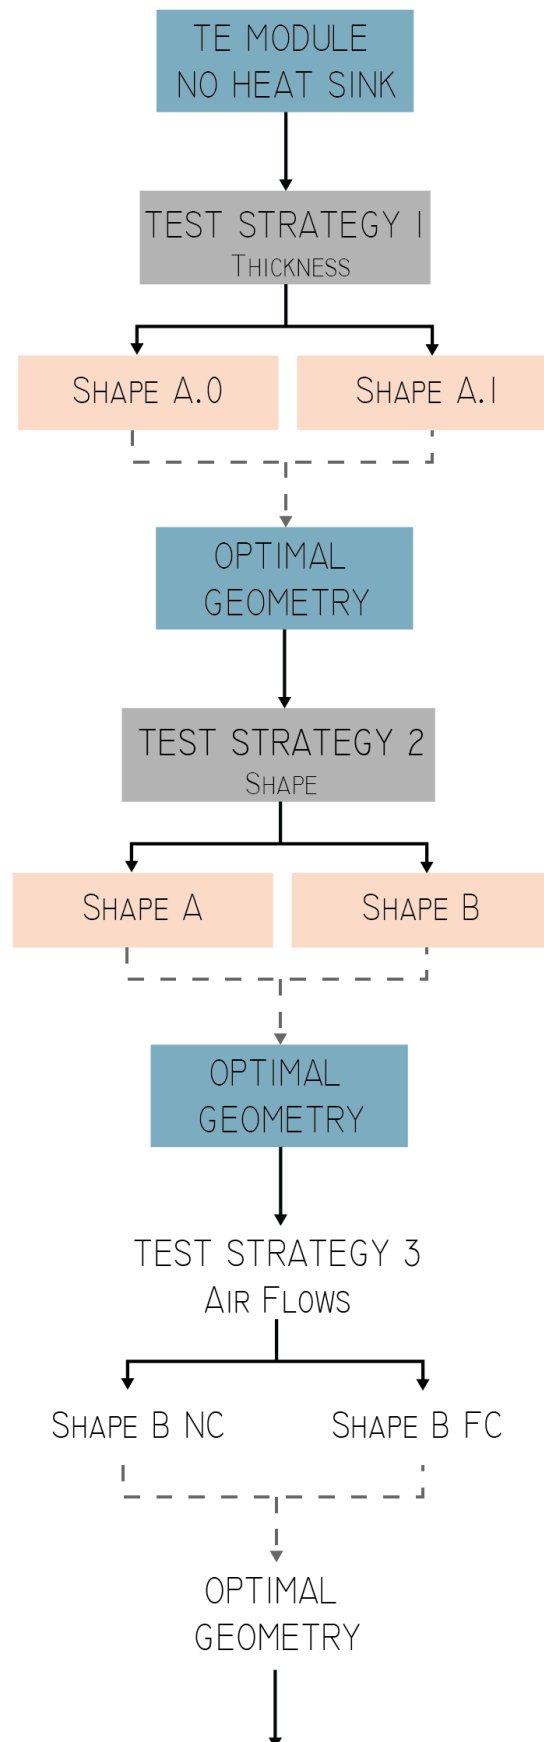 TE MODULE
NO HEAT SINK
TEST STRATEGY 1
THICKNESS
SHAPE A.0
SHAPE A.1
OPTIMAL
GEOMETRY
TEST STRATEGY 2
SHAPE
SHAPE A
SHAPE B
OPTIMAL
GEOMETRY
TEST STRATEGY 3
AIR FLOWS
SHAPE B NC
SHAPE B FC
OPTIMAL
GEOMETRY